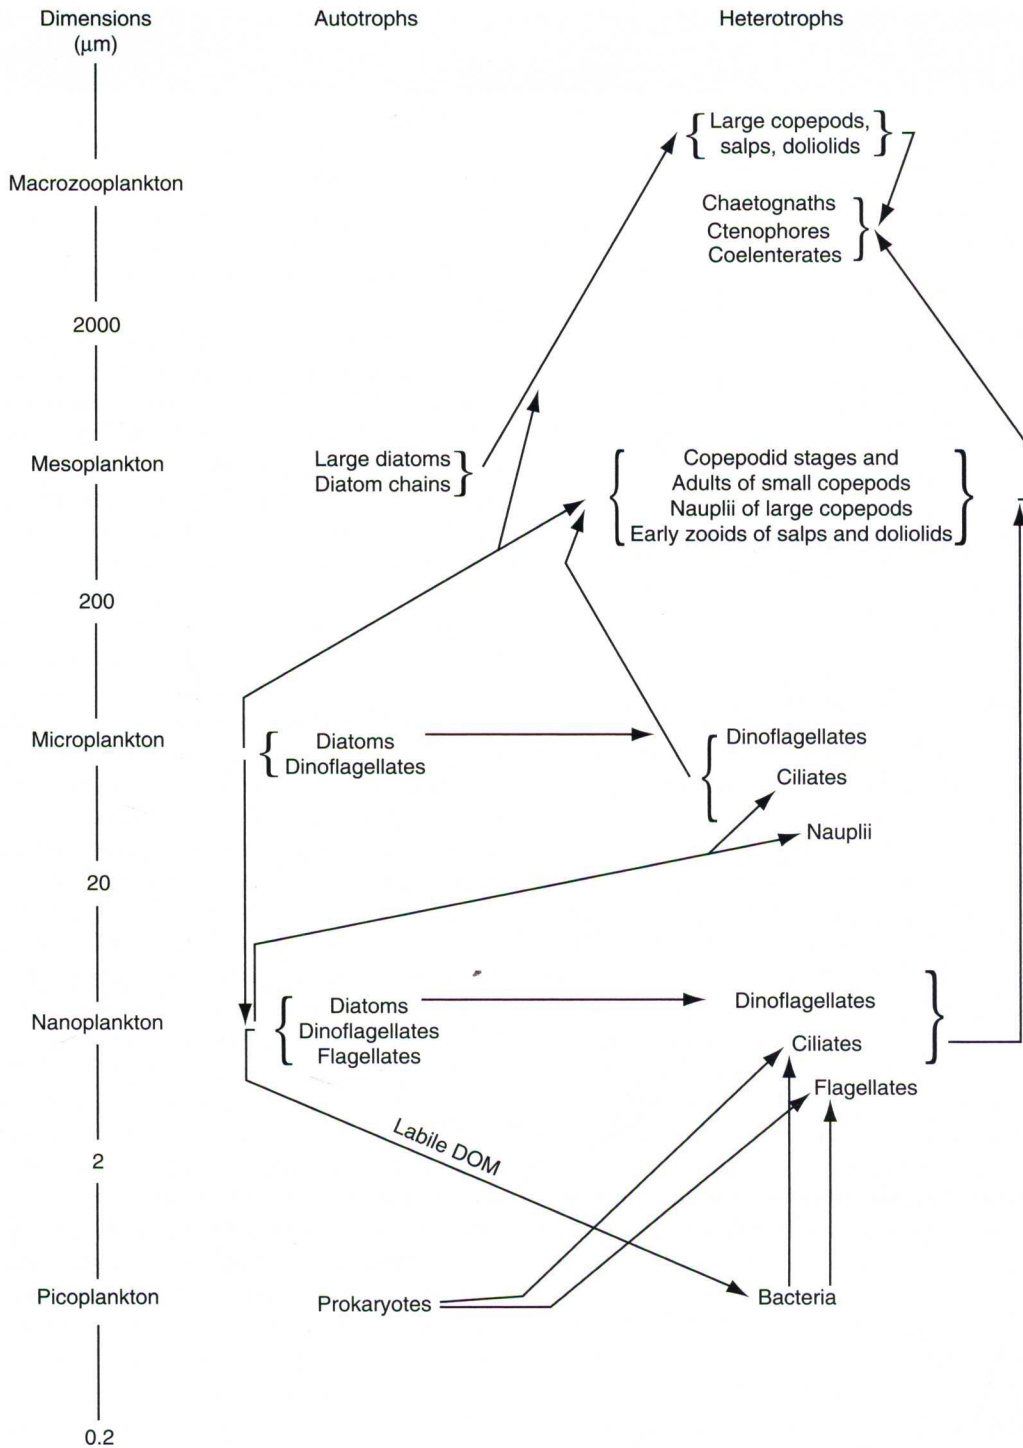 Dimensions
(μm)
Autotrophs
Heterotrophs
Large copepods,
salps, doliolids
Macrozooplankton
Chaetognaths
Ctenophores
Coelenterates
2000
Mesoplankton
Large diatoms
Diatom chains
Copepodid stages and
Adults of small copepods
Nauplii of large copepods
Early zooids of salps and doliolids
200
Microplankton
Diatoms
Dinoflagellates
Dinoflagellates
Ciliates
Nauplii
20
Nanoplankton
Diatoms
Dinoflagellates
Flagellates
Dinoflagellates
Ciliates
Flagellates
Labile DOM
2
Picoplankton
Prokaryotes
Bacteria
0.2